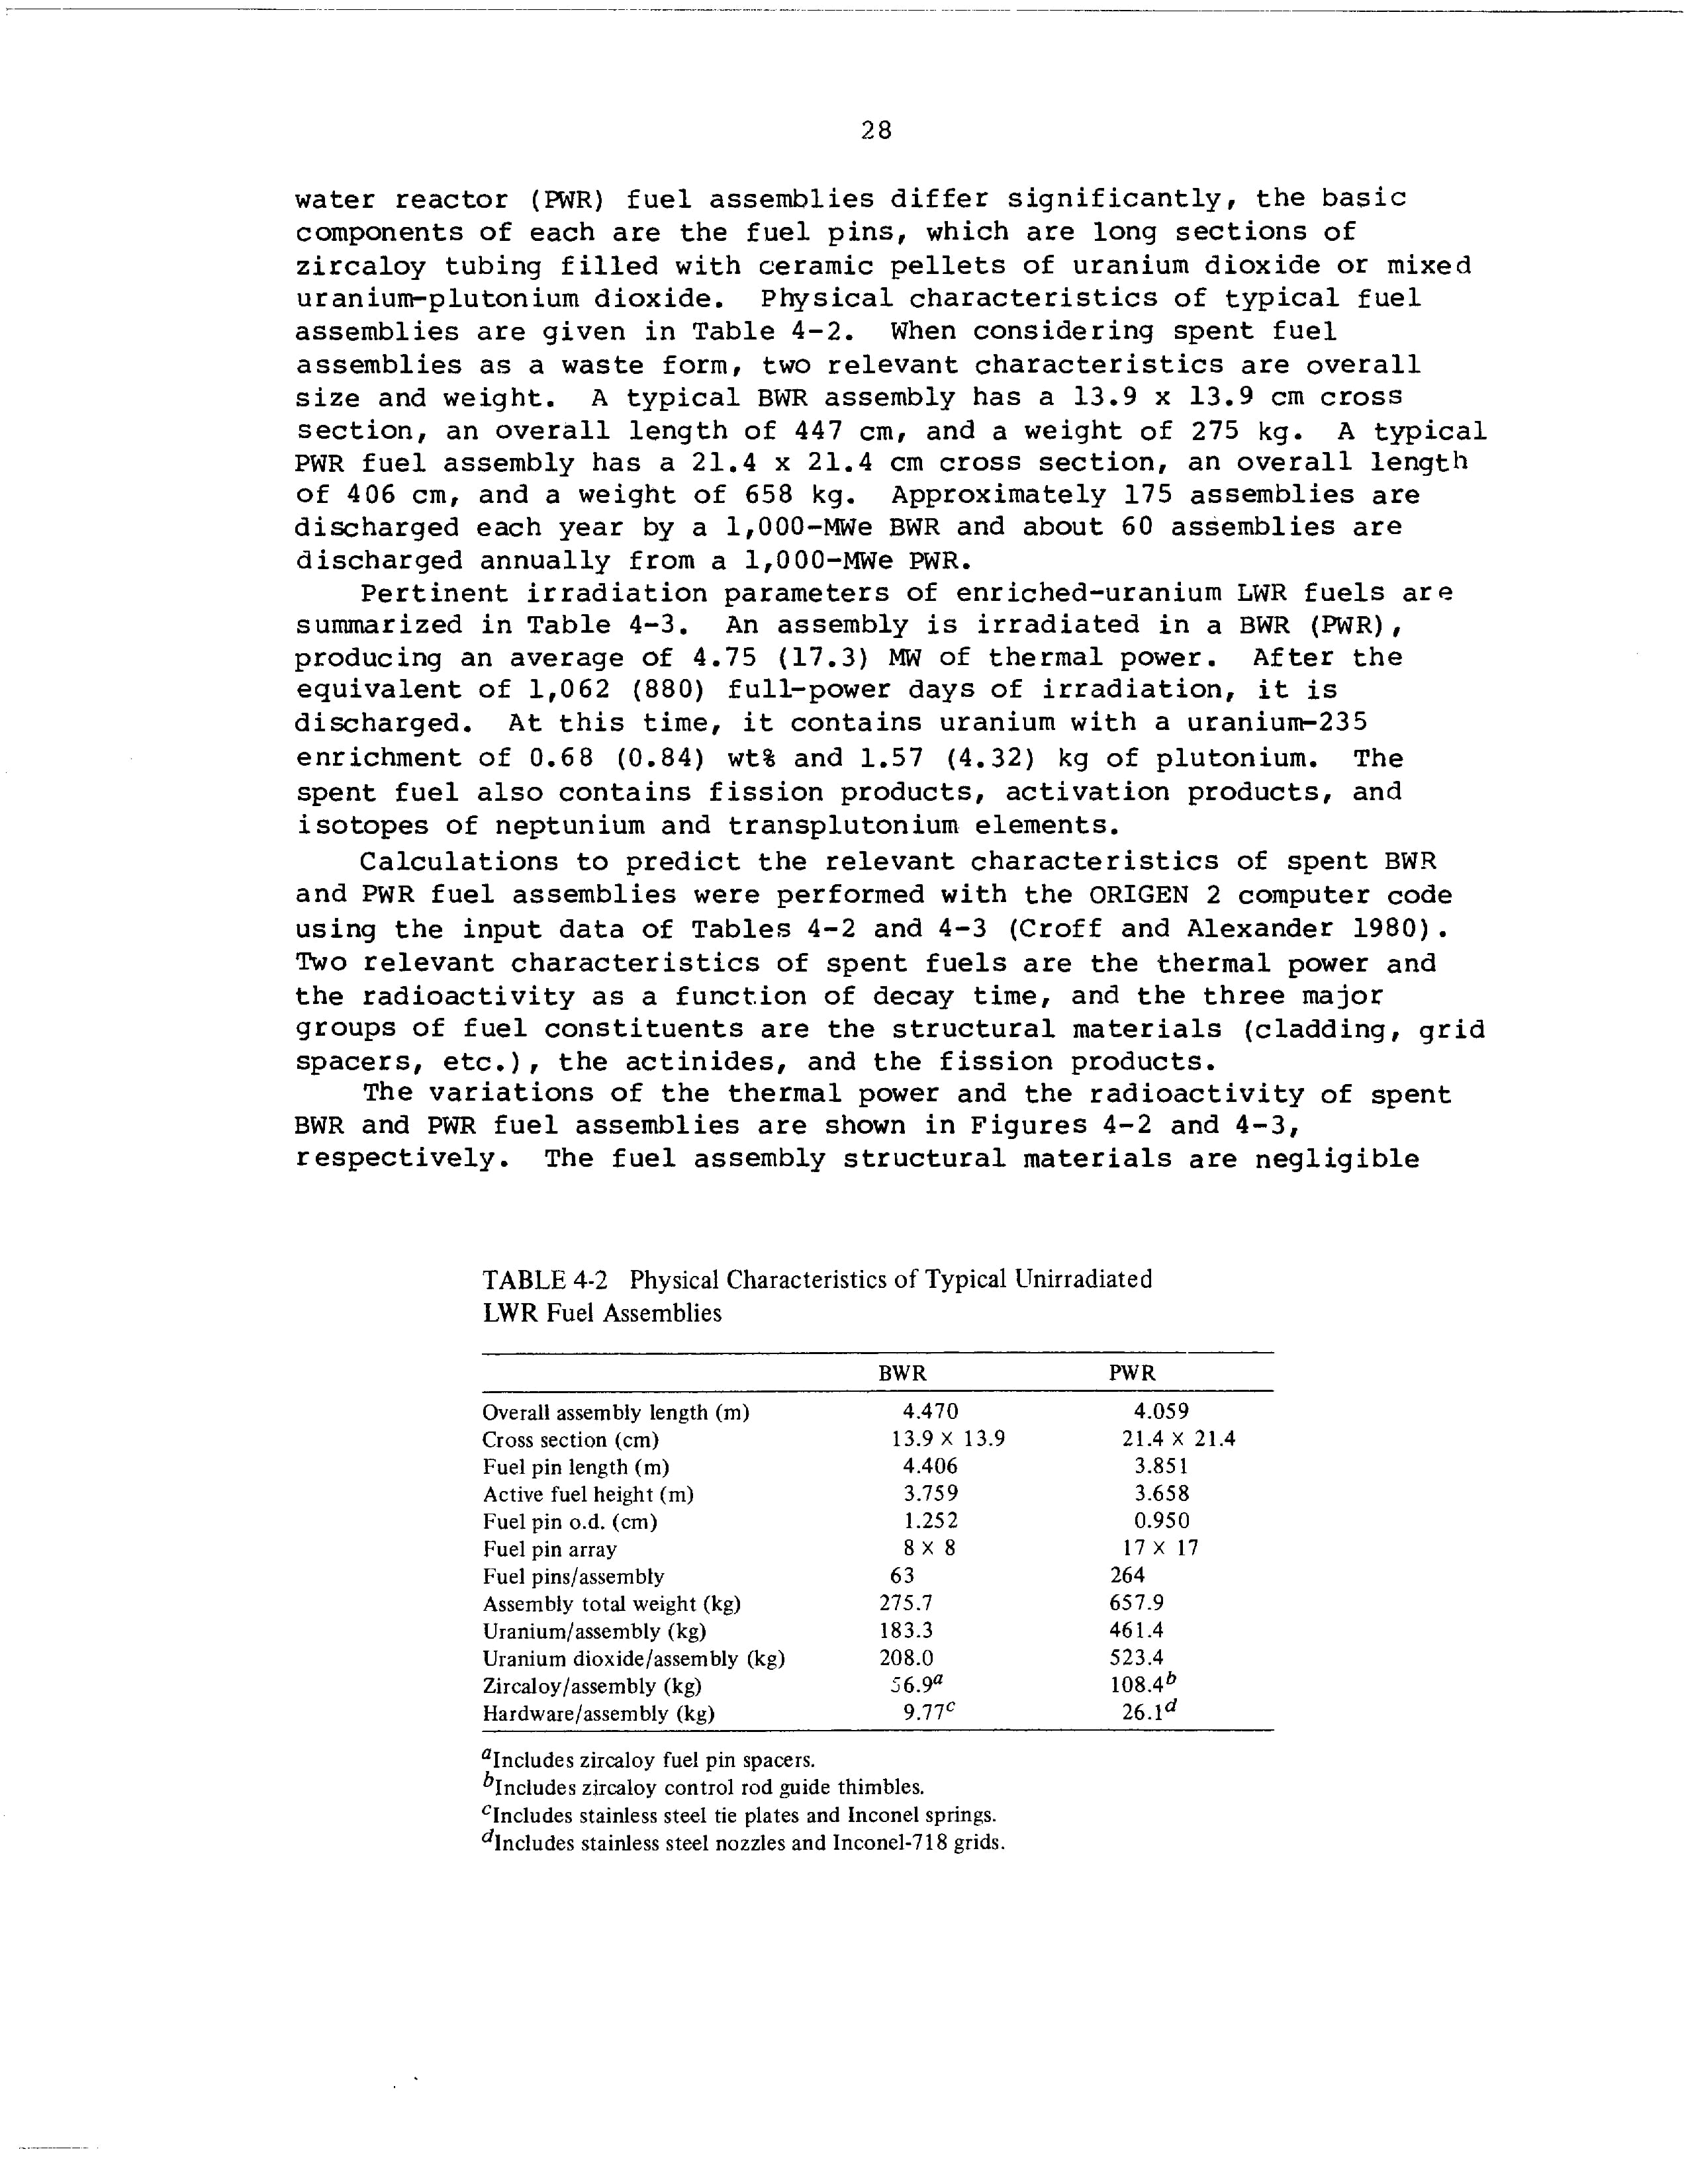 28
water reactor (PWR) fuel assemblies differ significantly, the basic
components of each are the fuel pins, which are long sections of
zircaloy tubing filled with ceramic pellets of uranium dioxide or mixed
uranium-plutonium dioxide. Physical characteristics of typical fuel
assemblies are given in Table 4-2. When considering spent fuel
assemblies as a waste form, two relevant characteristics are overall
size and weight. A typical BWR assembly has a 13.9 x 13.9 cm cross
section, an overall length of 447 cm, and a weight of 275 kg. A typical
PWR fuel assembly has a 21.4 x 21.4 cm cross section, an overall length
of 406 cm, and a weight of 658 kg. Approximately 175 assemblies are
discharged each year by a 1,000-MWe BWR and about 60 assemblies are
discharged annually from a 1,000-MWe PWR.
Pertinent irradiation parameters of enriched-uranium LWR fuels are
summarized in Table 4-3. An assembly is irradiated in a BWR (PWR),
producing an average of 4.75 (17.3) MW of thermal power. After the
equivalent of 1,062 (880) full-power days of irradiation, it is
discharged. At this time, it contains uranium with a uranium-235
enrichment of 0.68 (0.84) wt% and 1.57 (4.32) kg of plutonium. The
spent fuel also contains fission products, activation products, and
isotopes of neptunium and transplutonium elements.
Calculations to predict the relevant characteristics of spent BWR
and PWR fuel assemblies were performed with the ORIGEN 2 computer code
using the input data of Tables 4-2 and 4-3 (Croff and Alexander 1980).
Two relevant characteristics of spent fuels are the thermal power and
the radioactivity as a function of decay time, and the three major
groups of fuel constituents are the structural materials (cladding, grid
spacers, etc.), the actinides, and the fission products.
The variations of the thermal power and the radioactivity of spent
BWR and PWR fuel assemblies are shown in Figures 4-2 and 4-3,
respectively. The fuel assembly structural materials are negligible
TABLE 4-2 Physical Characteristics of Typical Unirradiated
LWR Fuel Assemblies
BWR PWR
Overall assembly length (m) 4.470 4.059
Cross section (cm) 13.9 × 13.9 21.4 × 21.4
Fuel pin length (m) 4.406 3.851
Active fuel height (m) 3.759 3.658
Fuel pin o.d. (cm) 1.252 0.950
Fuel pin array 8 × 8 17 × 17
Fuel pins/assembly 63 264
Assembly total weight (kg) 275.7 657.9
Uranium/assembly (kg) 183.3 461.4
Uranium dioxide/assembly (kg) 208.0 523.4
Zircaloy/assembly (kg) 56.9a 108.4b
Hardware/assembly (kg) 9.77c 26.1d
aIncludes zircaloy fuel pin spacers.
bIncludes zircaloy control rod guide thimbles.
cIncludes stainless steel tie plates and Inconel springs.
dIncludes stainless steel nozzles and Inconel-718 grids.